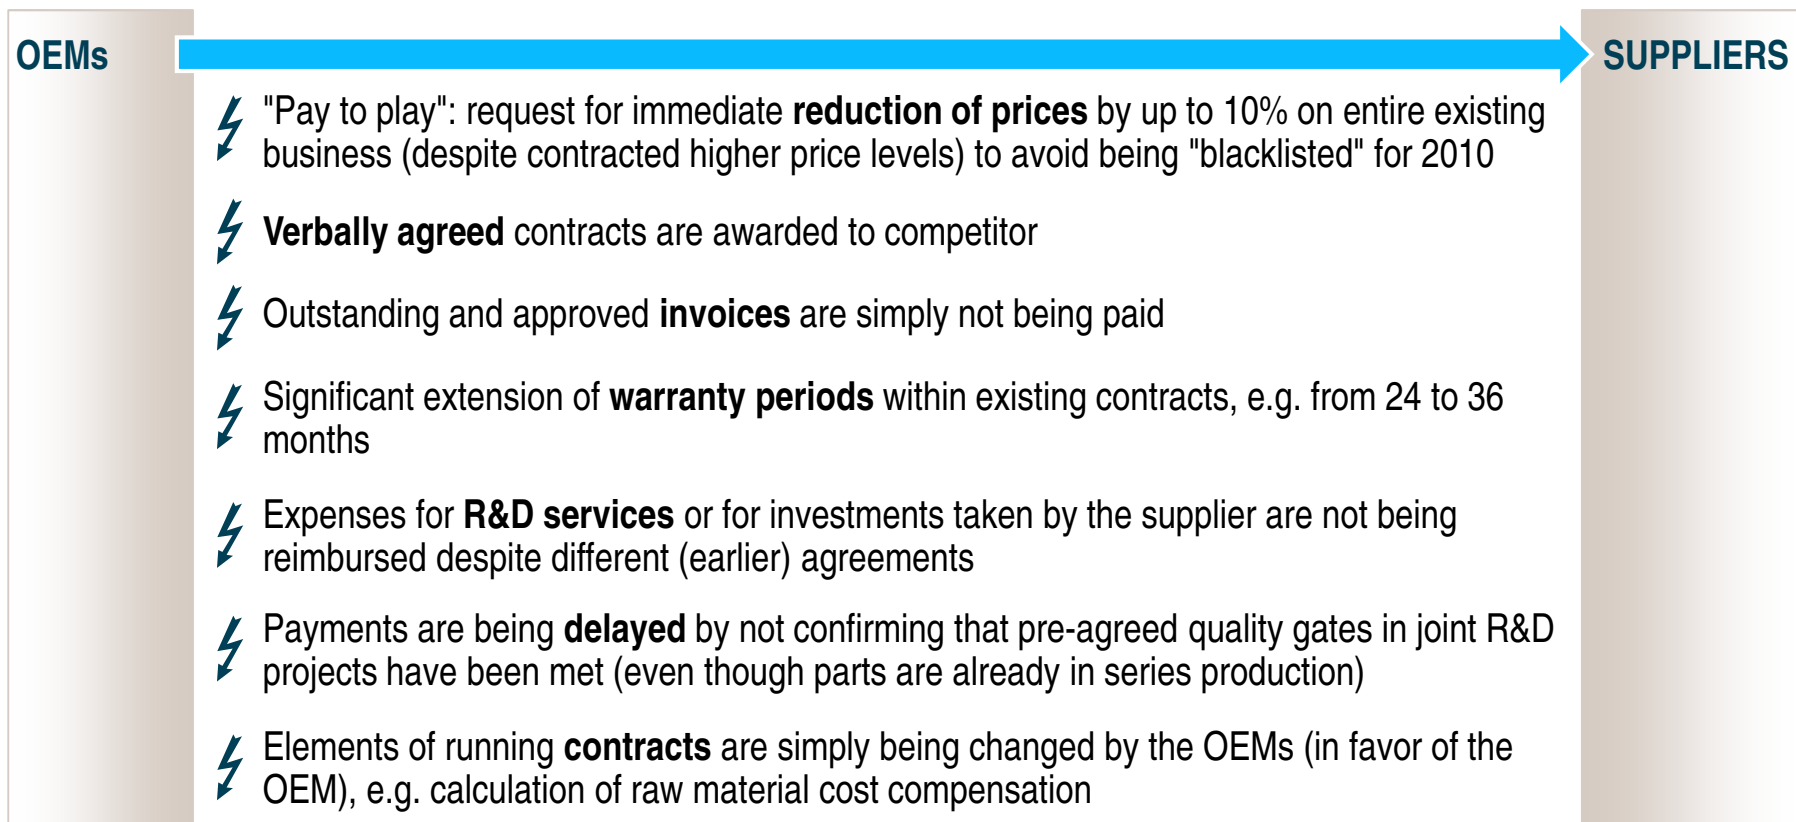 OEMs
SUPPLIERS
"Pay to play": request for immediate reduction of prices by up to 10% on entire existing
business (despite contracted higher price levels) to avoid being "blacklisted" for 2010
Verbally agreed contracts are awarded to competitor
Outstanding and approved invoices are simply not being paid
Significant extension of warranty periods within existing contracts, e.g. from 24 to 36
months
Expenses for R&D services or for investments taken by the supplier are not being
reimbursed despite different (earlier) agreements
Payments are being delayed by not confirming that pre-agreed quality gates in joint R&D
projects have been met (even though parts are already in series production)
Elements of running contracts are simply being changed by the OEMs (in favor of the
OEM), e.g. calculation of raw material cost compensation